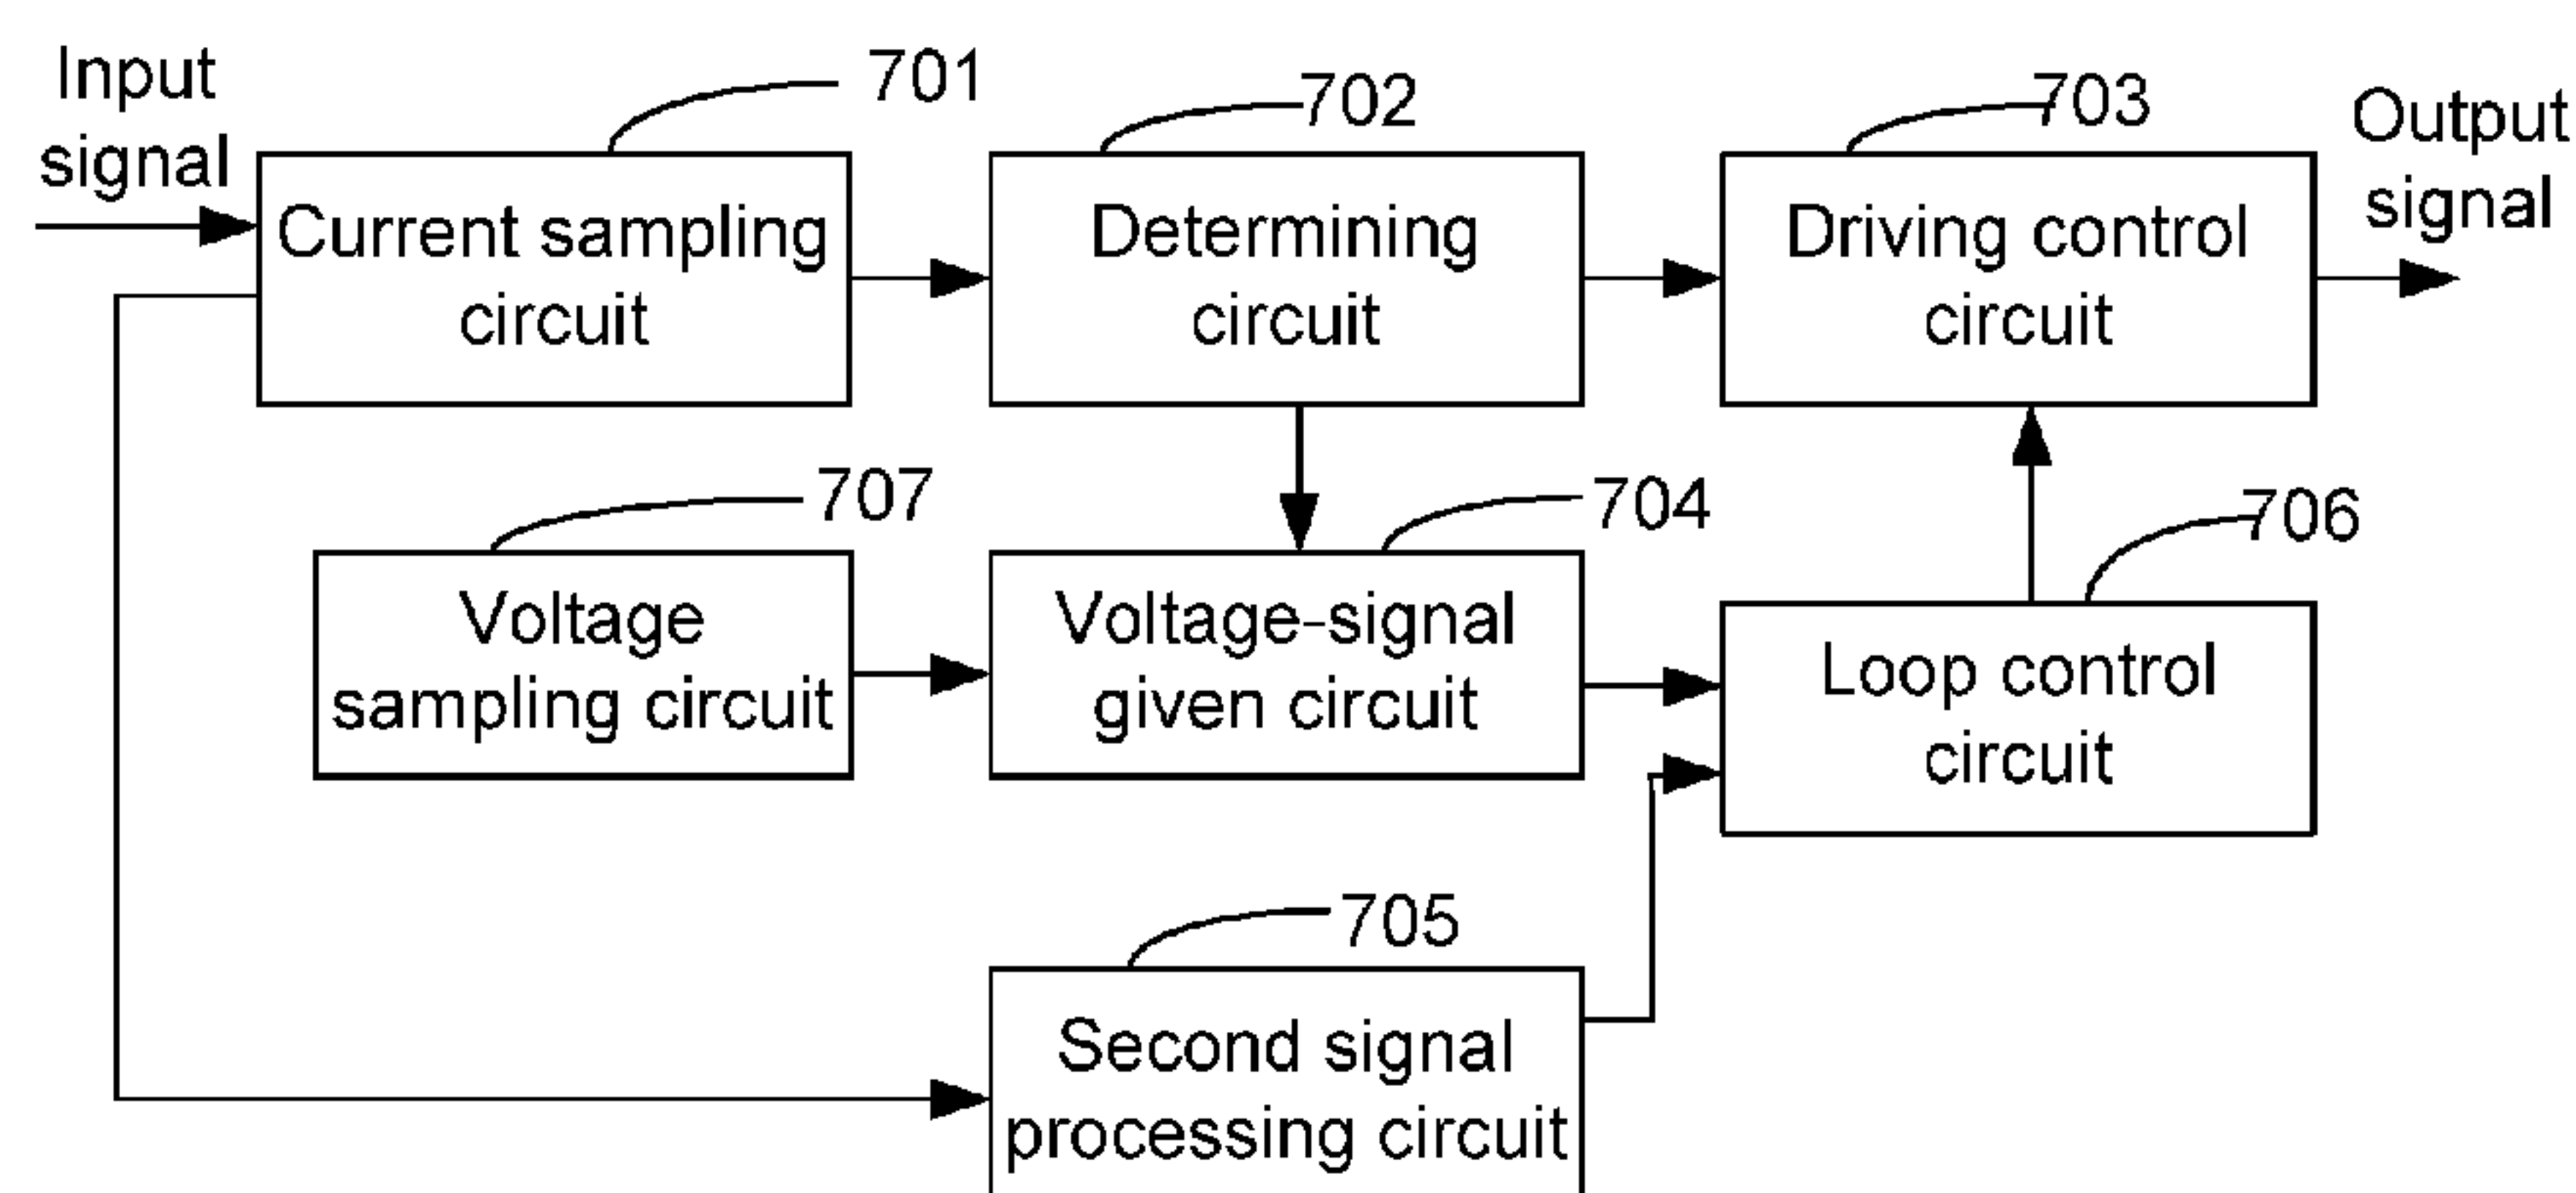 Input
signal
701
702
703
Output
signal
Current sampling
circuit
Determining
circuit
Driving control
circuit
707
704
706
Voltage
sampling circuit
Voltage-signal
given circuit
Loop control
circuit
705
Second signal
processing circuit